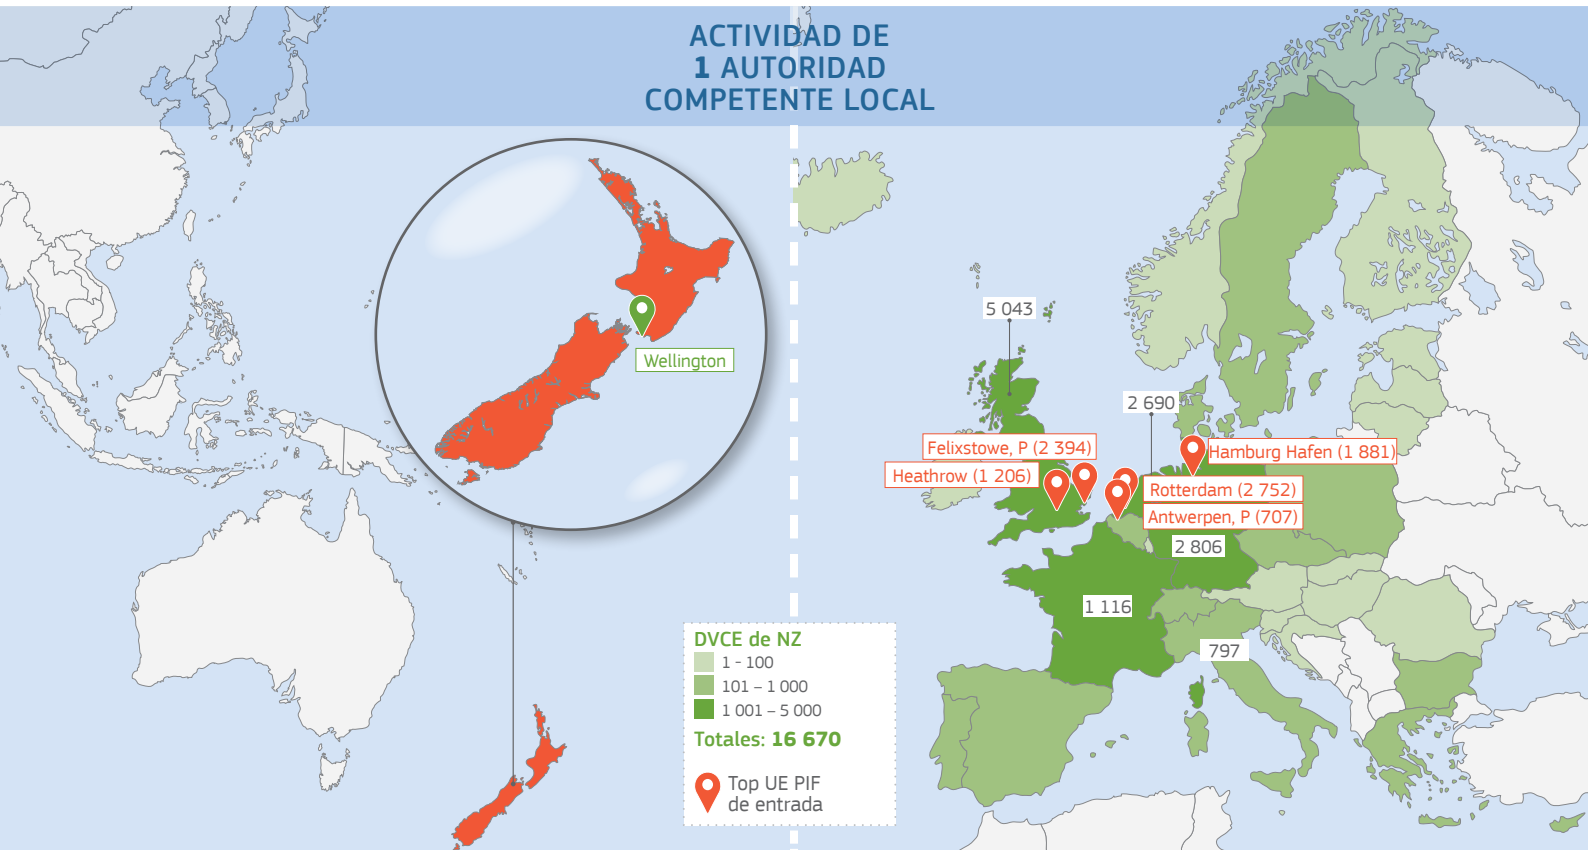 ACTIVIDAD DE
1 AUTORIDAD
COMPETENTE LOCAL
Wellington
5 043
2 690
Felixstowe, P (2 394)
Hamburg Hafen (1 881)
Heathrow (1 206)
Rotterdam (2 752)
Antwerpen, P (707)
2 806
1 116
797
DVCE de NZ
1 - 100
101 – 1 000
1 001 – 5 000
Totales: 16 670
Top UE PIF
de entrada